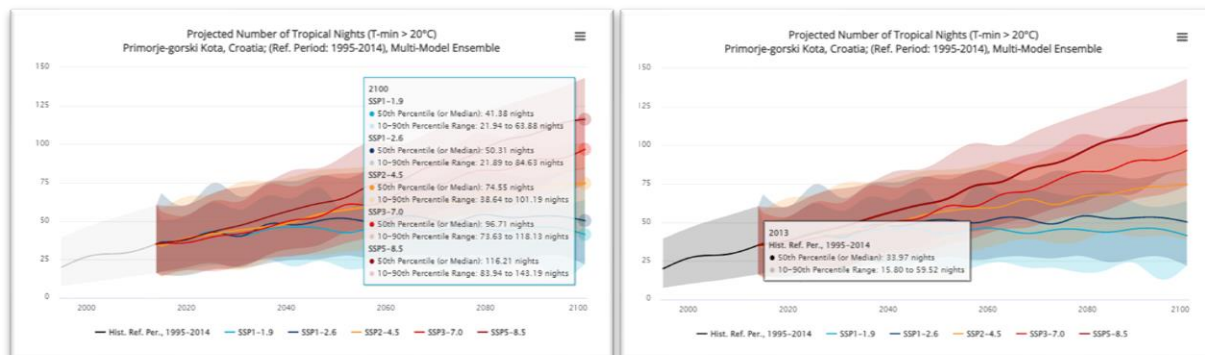 Projected Number of Tropical Nights (T-min > 20°C)
Primorje-gorski Kota, Croatia; (Ref. Period: 1995-2014), Multi-Model Ensemble
150
125
100
75
50
25
0
2100
SSP1-1.9
50th Percentile (or Median): 41.38 nights
10-90th Percentile Range: 21.94 to 63.88 nights
SSP1-2.6
50th Percentile (or Median): 50.31 nights
10-90th Percentile Range: 21.89 to 84.63 nights
SSP2-4.5
50th Percentile (or Median): 74.55 nights
10-90th Percentile Range: 38.64 to 101.19 nights
SSP3-7.0
50th Percentile (or Median): 96.71 nights
10-90th Percentile Range: 73.63 to 118.13 nights
SSP5-8.5
50th Percentile (or Median): 116.21 nights
10-90th Percentile Range: 83.94 to 143.19 nights
2000 2020 2040 2060 2080 2100
Hist. Ref. Per., 1995-2014 SSP1-1.9 SSP1-2.6 SSP2-4.5 SSP3-7.0 SSP5-8.5
Projected Number of Tropical Nights (T-min > 20°C)
Primorje-gorski Kota, Croatia; (Ref. Period: 1995-2014), Multi-Model Ensemble
150
125
100
75
50
25
0
2013
Hist. Ref. Per., 1995-2014
50th Percentile (or Median): 33.97 nights
10-90th Percentile Range: 15.80 to 59.52 nights
2000 2020 2040 2060 2080 2100
Hist. Ref. Per., 1995-2014 SSP1-1.9 SSP1-2.6 SSP2-4.5 SSP3-7.0 SSP5-8.5